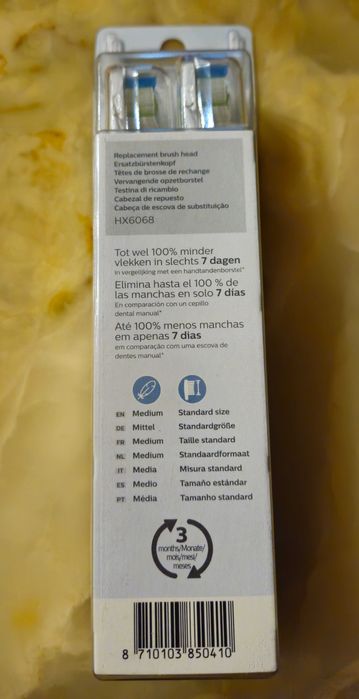 Replacement brush head
Ersatzbürstenkopf
Têtes de brosse de rechange
Vervangende opzetborstel
Testina di ricambio
Cabezal de repuesto
Cabeça de escova de substituição
HX6068
Tot wel 100% minder
vlekken in slechts 7 dagen
in vergelijking met een handtandenborstel*
Elimina hasta el 100 % de
las manchas en solo 7 días
En comparación con un cepillo
dental manual*
Até 100% menos manchas
em apenas 7 dias
em comparação com uma escova de
dentes manual*
EN Medium Standard size
DE Mittel Standardgröße
FR Medium Taille standard
NL Medium Standaardformaat
IT Media Misura standard
ES Medio Tamaño estándar
PT Média Tamanho standard
3
months/Monate/
mois/mesi/
meses
8 710103 850410